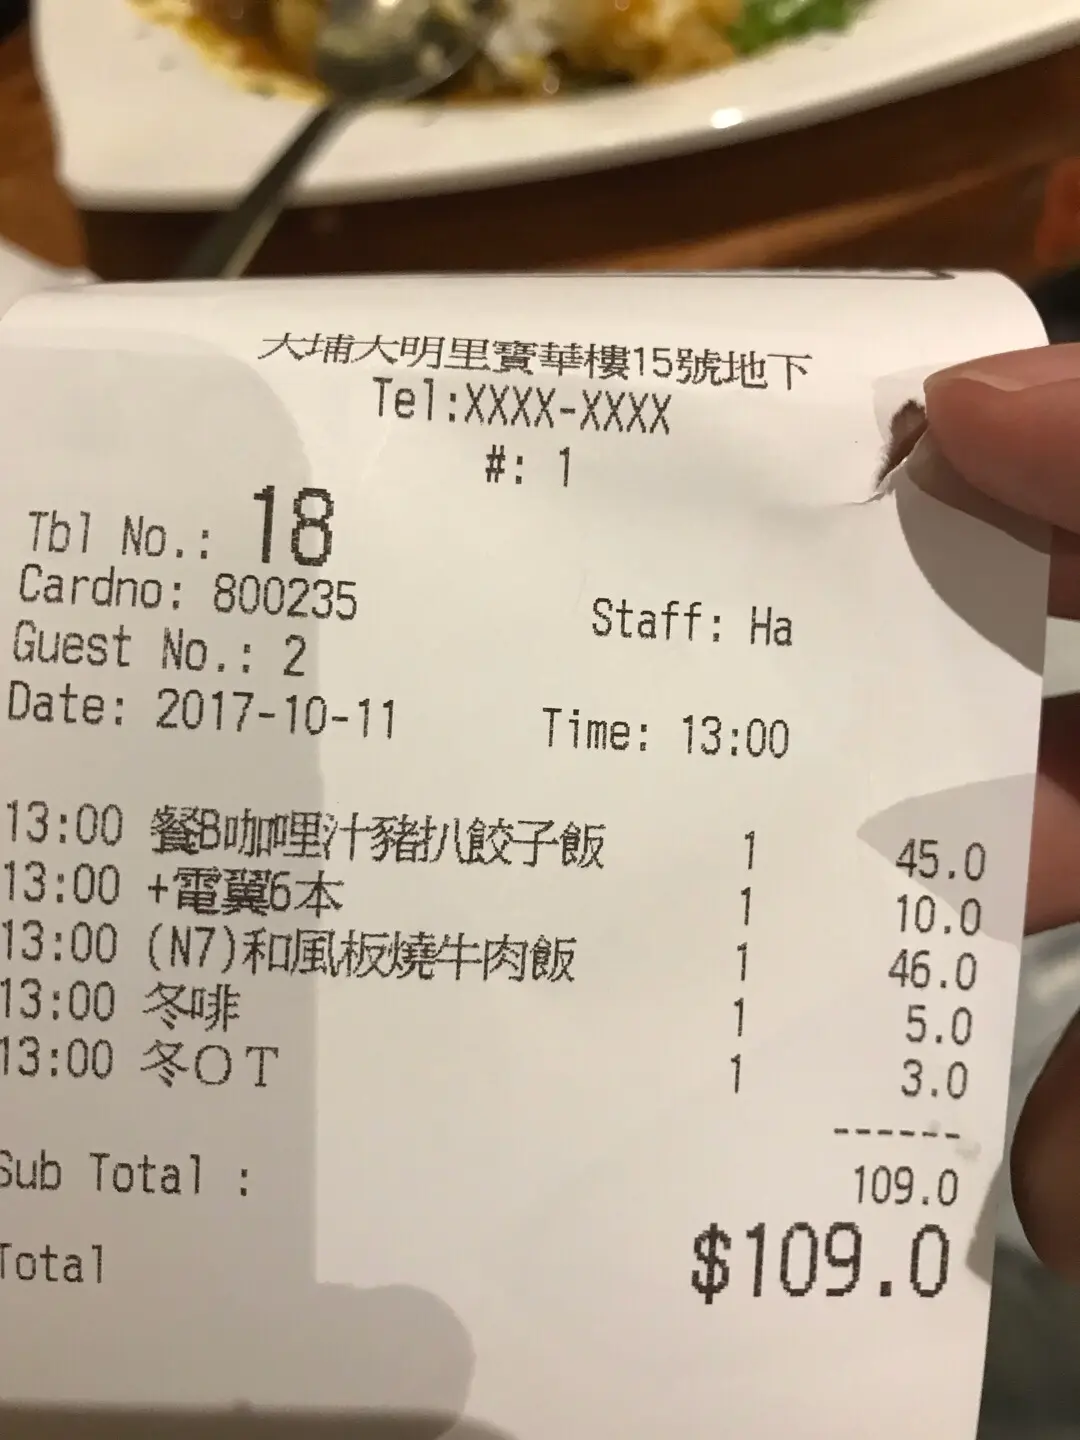 大埔大明里寶華樓15號地下
Tel:XXXX-XXXX
#: 1
Tbl No.: 18
Cardno: 800235 Staff: Ha
Guest No.: 2
Date: 2017-10-11 Time: 13:00
13:00 餐B咖哩汁豬扒餃子飯 1 45.0
13:00 +電翼6本 1 10.0
13:00 (N7)和風板燒牛肉飯 1 46.0
13:00 冬啡 1 5.0
13:00 冬OT 1 3.0
------
Sub Total : 109.0
Total $109.0